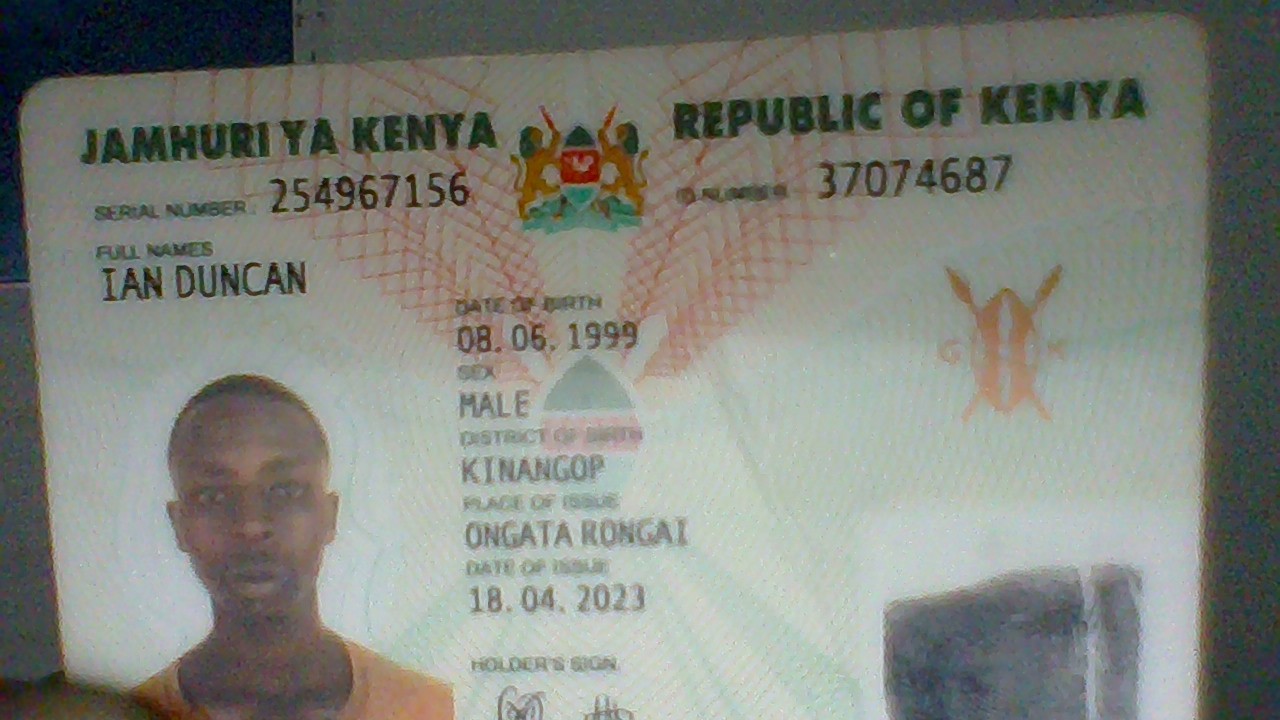 JAMHURI YA KENYA
REPUBLIC OF KENYA
SERIAL NUMBER: 254967156
ID NUMBER: 37074687
FULL NAMES
IAN DUNCAN
DATE OF BIRTH
08. 06. 1999
SEX
MALE
DISTRICT OF BIRTH
KINANGOP
PLACE OF ISSUE
ONGATA RONGAI
DATE OF ISSUE
18. 04. 2023
HOLDER'S SIGN.